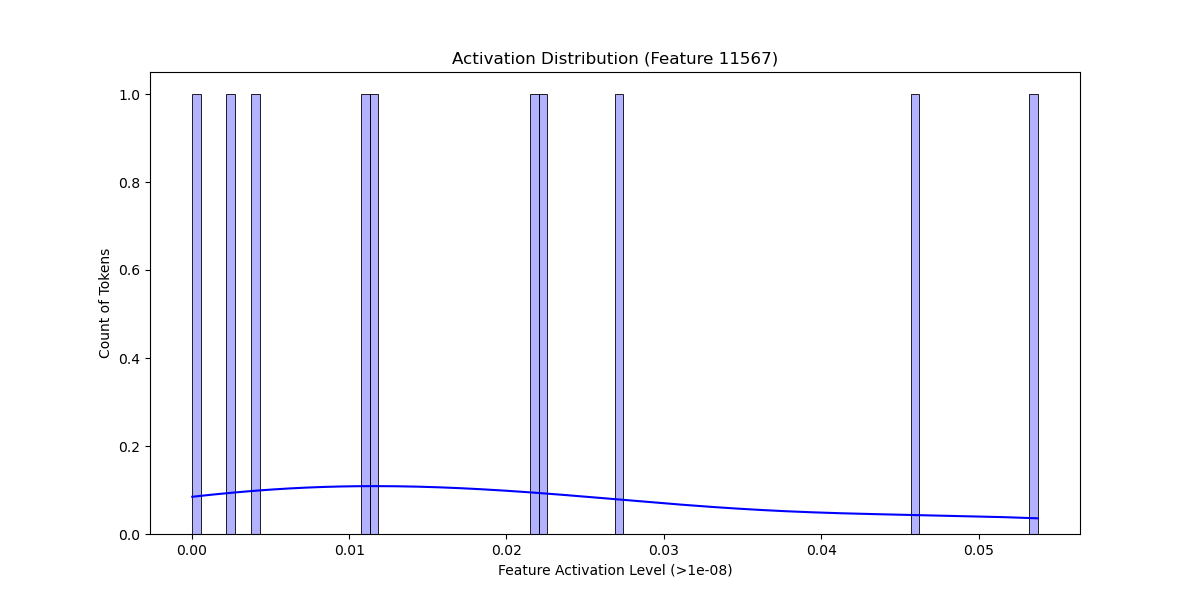 Activation Distribution (Feature 11567)
1.0
0.8
0.6
0.4
0.2
0.0
Count of Tokens
0.00 0.01 0.02 0.03 0.04 0.05
Feature Activation Level (>1e-08)